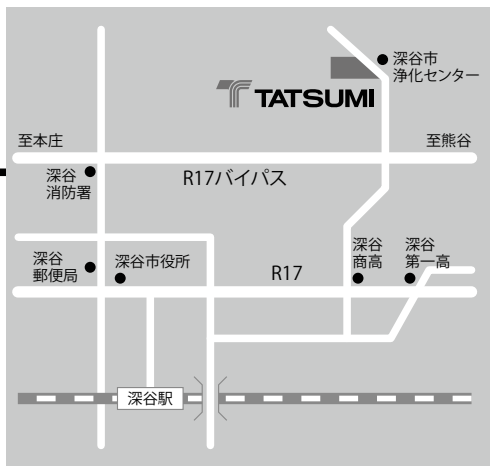 深谷市
浄化センター
TATSUMI
至本庄
至熊谷
深谷
消防署
R17バイパス
深谷
郵便局
深谷市役所
R17
深谷
商高
深谷
第一高
深谷駅